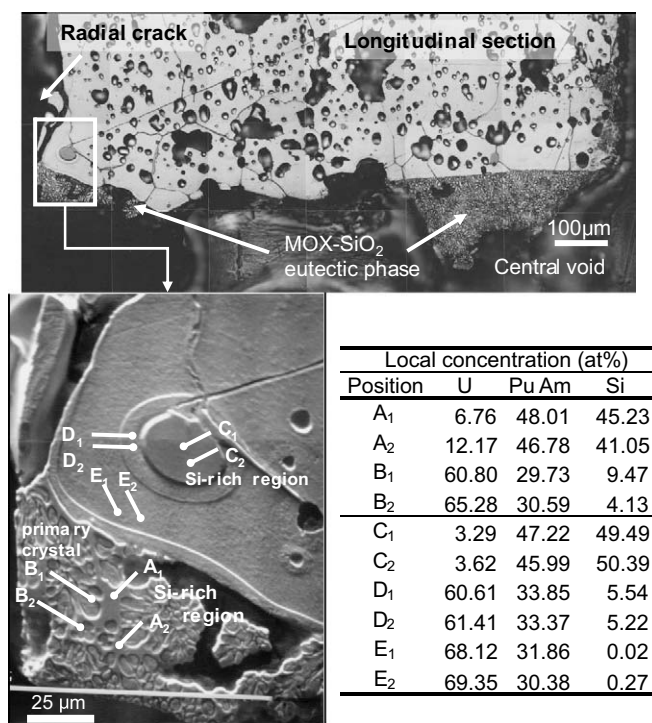 Radial crack
Longitudinal section
MOX-SiO₂
eutectic phase
100μm
Central void
D₁
D₂
C₁
C₂
E₁ E₂
Si-rich region
primary
crystal
B₁
A₁
Si-rich
region
B₂
A₂
25 μm
Local concentration (at%)
Position U Pu Am Si
A₁ 6.76 48.01 45.23
A₂ 12.17 46.78 41.05
B₁ 60.80 29.73 9.47
B₂ 65.28 30.59 4.13
C₁ 3.29 47.22 49.49
C₂ 3.62 45.99 50.39
D₁ 60.61 33.85 5.54
D₂ 61.41 33.37 5.22
E₁ 68.12 31.86 0.02
E₂ 69.35 30.38 0.27